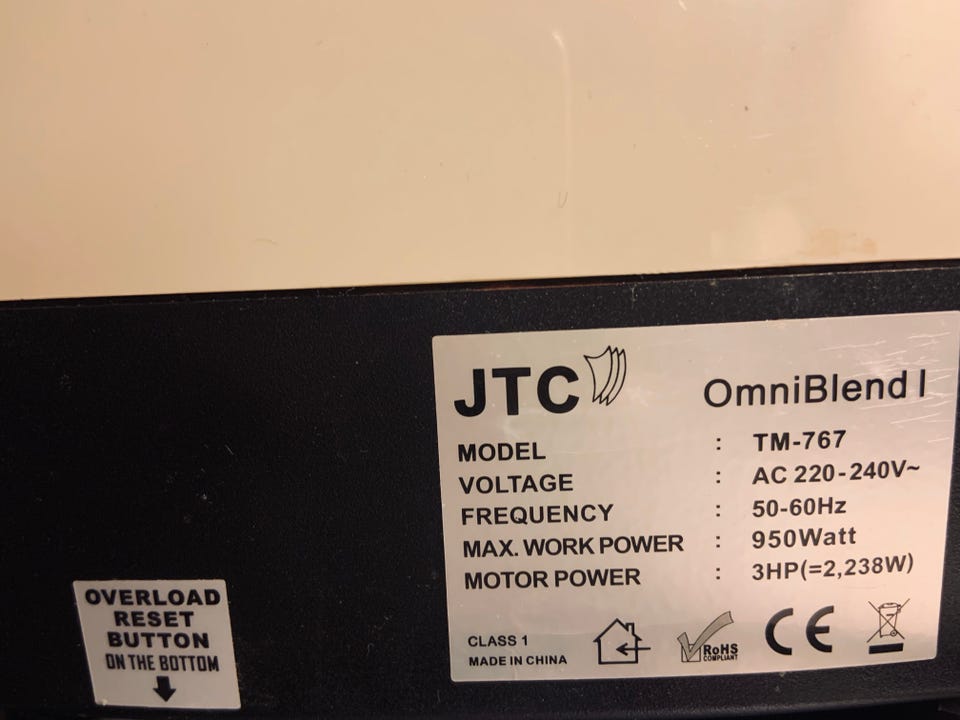 JTC
OmniBlend I
MODEL : TM-767
VOLTAGE : AC 220-240V~
FREQUENCY : 50-60Hz
MAX. WORK POWER : 950Watt
MOTOR POWER : 3HP(=2,238W)
CLASS 1
MADE IN CHINA
RoHS
COMPLIANT
CE
OVERLOAD
RESET
BUTTON
ON THE BOTTOM